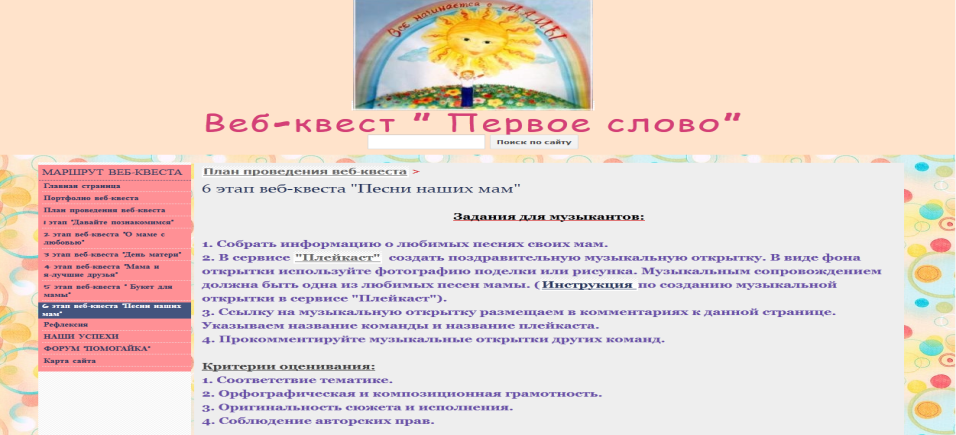 Все начинается с МАМЫ
Веб-квест " Первое слово"
Поиск по сайту
МАРШРУТ ВЕБ-КВЕСТА
Главная страница
Портфолио веб-квеста
План проведения веб-квеста
1 этап "Давайте познакомимся"
2 этап веб-квеста "О маме с
любовью"
3 этап веб-квеста "День матери"
4 этап веб-квеста "Мама и
я лучшие друзья"
5 этап веб-квеста " Букет для
мамы"
6 этап веб-квеста "Песни наших
мам"
Рефлексия
НАШИ УСПЕХИ
ФОРУМ "ПОМОГАЙКА"
Карта сайта
План проведения веб-квеста >
6 этап веб-квеста "Песни наших мам"
Задания для музыкантов:
1. Собрать информацию о любимых песнях своих мам.
2. В сервисе "Плейкаст" создать поздравительную музыкальную открытку. В виде фона
открытки используйте фотографию поделки или рисунка. Музыкальным сопровождением
должна быть одна из любимых песен мамы. (Инструкция по созданию музыкальной
открытки в сервисе "Плейкаст").
3. Ссылку на музыкальную открытку размещаем в комментариях к данной странице.
Указываем название команды и название плейкаста.
4. Прокомментируйте музыкальные открытки других команд.
Критерии оценивания:
1. Соответствие тематике.
2. Орфографическая и композиционная грамотность.
3. Оригинальность сюжета и исполнения.
4. Соблюдение авторских прав.